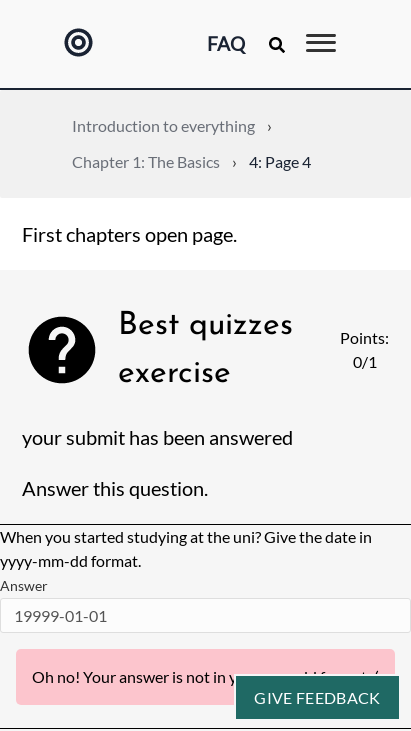 FAQ
Introduction to everything ›
Chapter 1: The Basics › 4: Page 4
First chapters open page.
Best quizzes
exercise
Points:
0/1
your submit has been answered
Answer this question.
When you started studying at the uni? Give the date in
yyyy-mm-dd format.
Answer
19999-01-01
Oh no! Your answer is not in
GIVE FEEDBACK